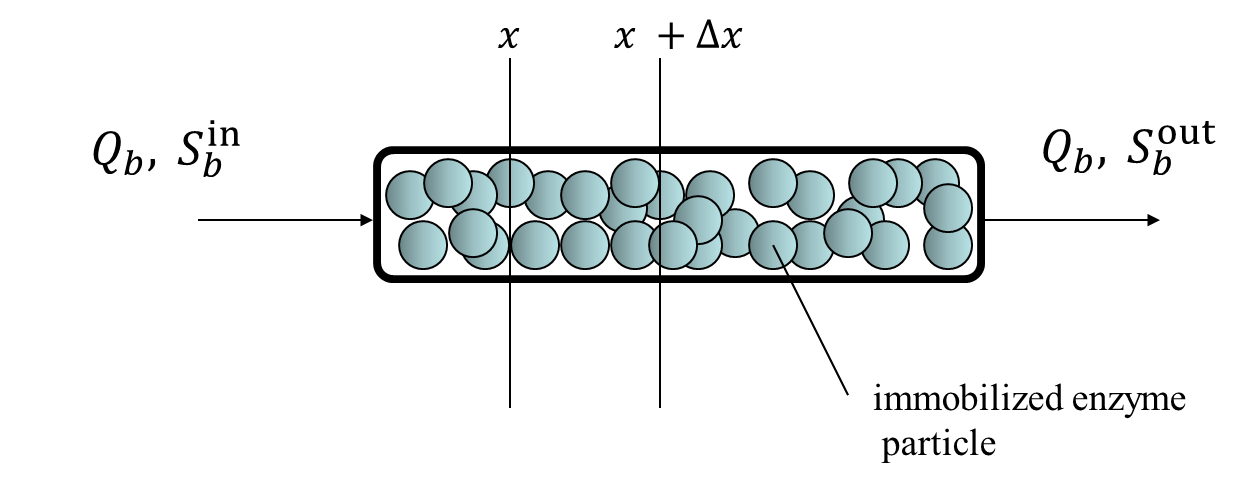 x x + Δx
Q_b, S_b^in
Q_b, S_b^out
immobilized enzyme
particle